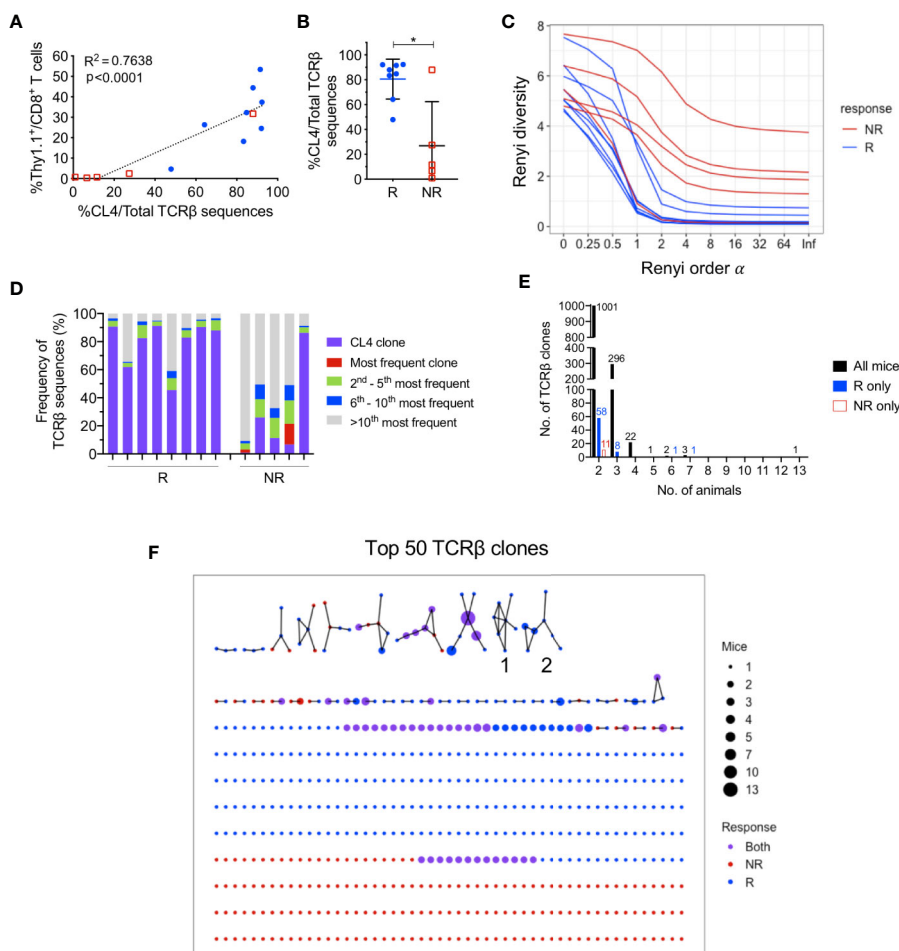 A
R² = 0.7638
p<0.0001
%Thy1.1⁺/CD8⁺ T cells
60
50
40
30
20
10
0
0 20 40 60 80 100
%CL4/Total TCRβ sequences
B
*
%CL4/Total TCRβ
sequences
100
80
60
40
20
0
R NR
C
Renyi diversity
8
6
4
2
0
0 0.25 0.5 1 2 4 8 16 32 64 Inf
Renyi order α
response
NR
R
D
Frequency of
TCRβ sequences (%)
100
80
60
40
20
0
R NR
CL4 clone
Most frequent clone
2nd - 5th most frequent
6th - 10th most frequent
>10th most frequent
E
No. of TCRβ clones
1000
900
800
400
300
200
100
80
60
40
20
0
1001
296
58
11
8
22
1
2
1
3
1
1
2 3 4 5 6 7 8 9 10 11 12 13
No. of animals
All mice
R only
NR only
F
Top 50 TCRβ clones
1 2
Mice
1
2
3
4
5
7
10
13
Response
Both
NR
R